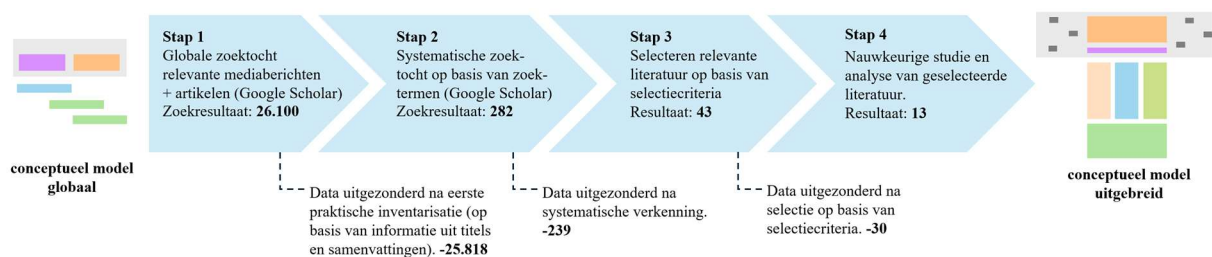 conceptueel model
globaal
Stap 1
Globale zoektocht
relevante mediaberichten
+ artikelen (Google Scholar)
Zoekresultaat: 26.100
Data uitgezonderd na eerste
praktische inventarisatie (op
basis van informatie uit titels
en samenvattingen). -25.818
Stap 2
Systematische zoek-
tocht op basis van zoek-
termen (Google Scholar)
Zoekresultaat: 282
Data uitgezonderd na
systematische verkenning.
-239
Stap 3
Selecteren relevante
literatuur op basis van
selectiecriteria
Resultaat: 43
Data uitgezonderd na
selectie op basis van
selectiecriteria. -30
Stap 4
Nauwkeurige studie en
analyse van geselecteerde
literatuur.
Resultaat: 13
conceptueel model
uitgebreid